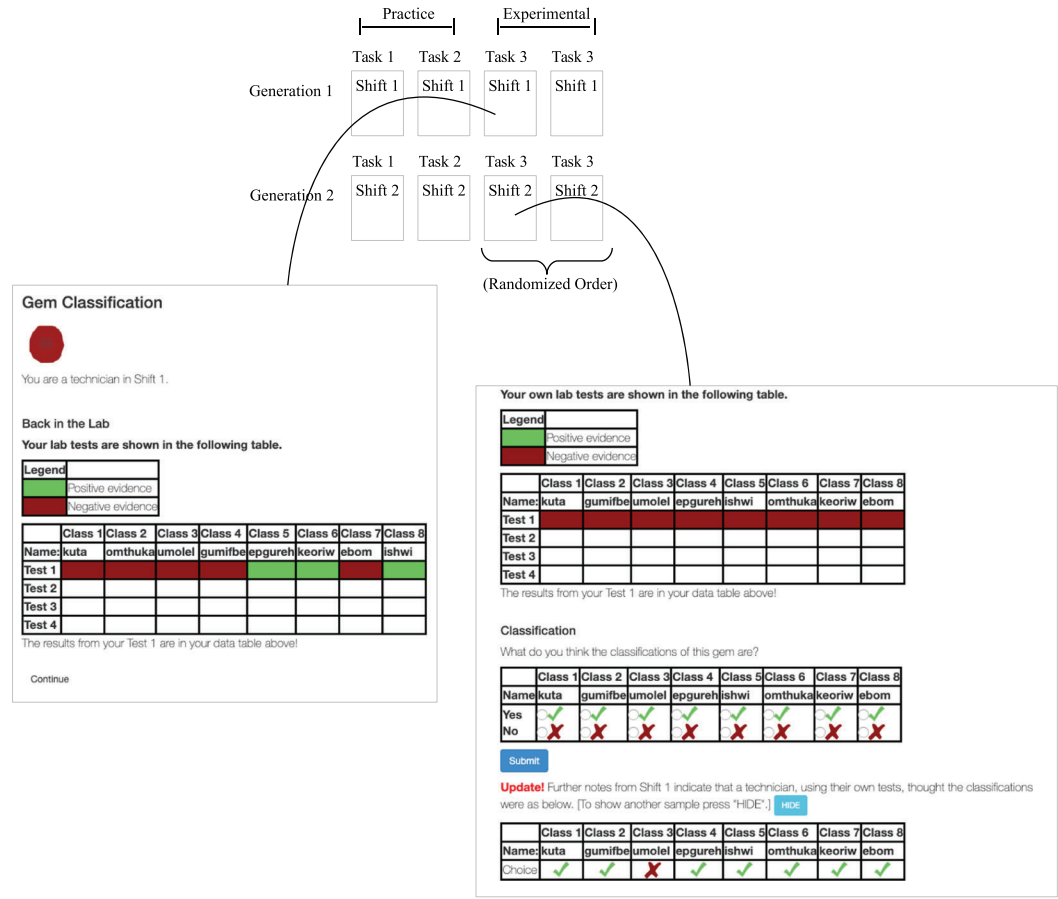 Practice Experimental
Task 1 Task 2 Task 3 Task 3
Generation 1 Shift 1 Shift 1 Shift 1 Shift 1
Task 1 Task 2 Task 3 Task 3
Generation 2 Shift 2 Shift 2 Shift 2 Shift 2
(Randomized Order)
Gem Classification
You are a technician in Shift 1.
Back in the Lab
Your lab tests are shown in the following table.
Legend
Positive evidence
Negative evidence
Class 1 Class 2 Class 3 Class 4 Class 5 Class 6 Class 7 Class 8
Name: kuta omthuka umolel gumifbe epgureh keoriw ebom ishwi
Test 1
Test 2
Test 3
Test 4
The results from your Test 1 are in your data table above!
Continue
Your own lab tests are shown in the following table.
Legend
Positive evidence
Negative evidence
Class 1 Class 2 Class 3 Class 4 Class 5 Class 6 Class 7 Class 8
Name: kuta gumifbe umolel epgureh ishwi omthuka keoriw ebom
Test 1
Test 2
Test 3
Test 4
The results from your Test 1 are in your data table above!
Classification
What do you think the classifications of this gem are?
Class 1 Class 2 Class 3 Class 4 Class 5 Class 6 Class 7 Class 8
Name kuta gumifbe umolel epgureh ishwi omthuka keoriw ebom
Yes
No
Submit
Update! Further notes from Shift 1 indicate that a technician, using their own tests, thought the classifications
were as below. [To show another sample press "HIDE".] HIDE
Class 1 Class 2 Class 3 Class 4 Class 5 Class 6 Class 7 Class 8
Name: kuta gumifbe umolel epgureh ishwi omthuka keoriw ebom
Choice